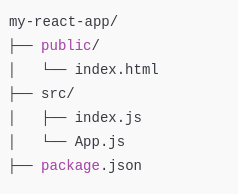 my-react-app/
├── public/
│   └── index.html
├── src/
│   ├── index.js
│   └── App.js
├── package.json